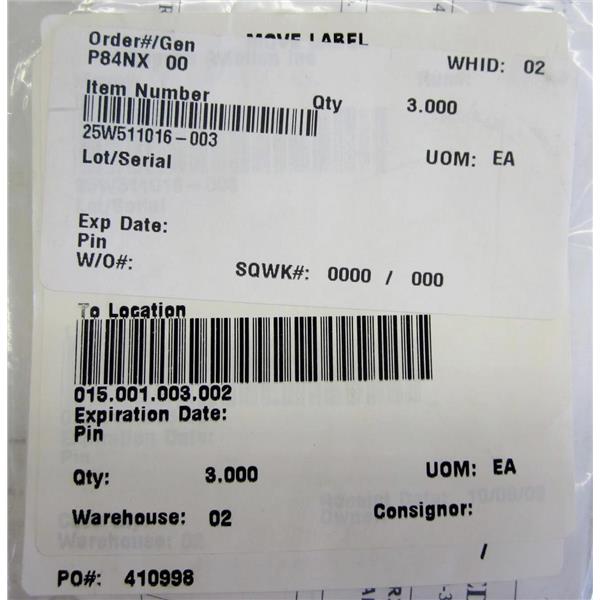 MOVE LABEL
Order#/Gen
P84NX 00 WHID: 02
Item Number Qty 3.000
25W511016-003
Lot/Serial UOM: EA
Exp Date:
Pin
W/O#: SQWK#: 0000 / 000
To Location
015.001.003.002
Expiration Date:
Pin
Qty: 3.000 UOM: EA
Warehouse: 02 Consignor:
/
PO#: 410998